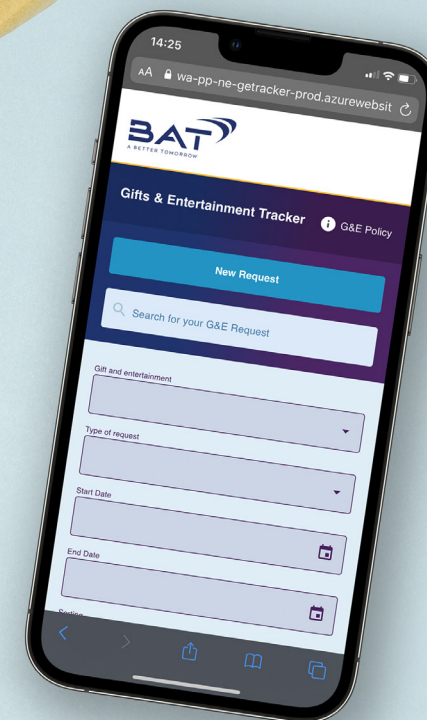 14:25
AA wa-pp-ne-getracker-prod.azurewebsit
BAT
A BETTER TOMORROW
Gifts & Entertainment Tracker
i G&E Policy
New Request
Search for your G&E Request
Gift and entertainment
Type of request
Start Date
End Date
Sorting